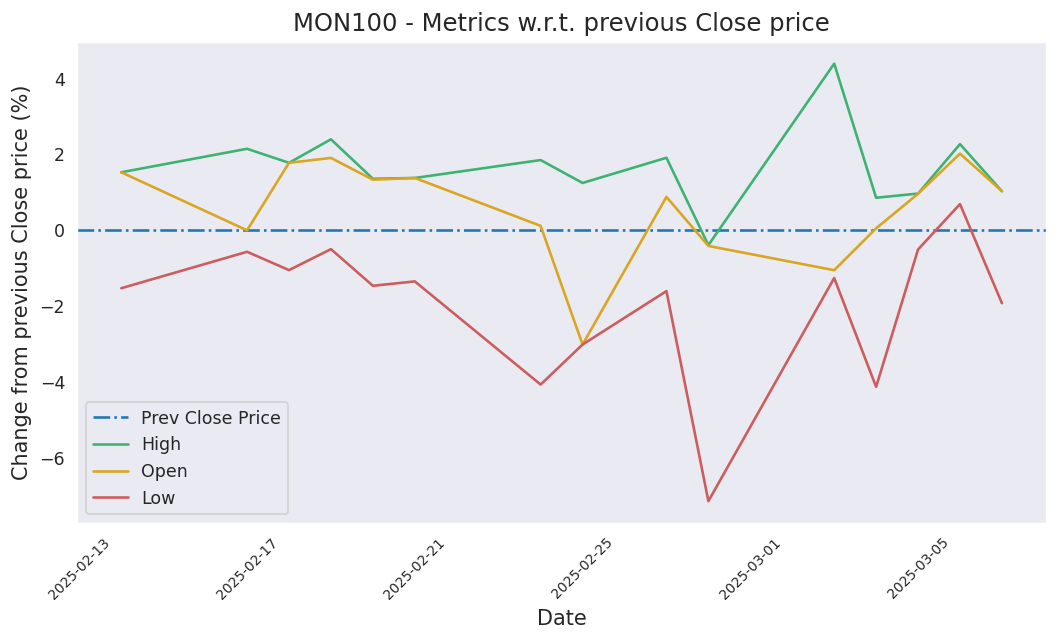 MON100 - Metrics w.r.t. previous Close price
Change from previous Close price (%)
4
2
0
−2
−4
−6
Prev Close Price
High
Open
Low
2025-02-13
2025-02-17
2025-02-21
2025-02-25
2025-03-01
2025-03-05
Date